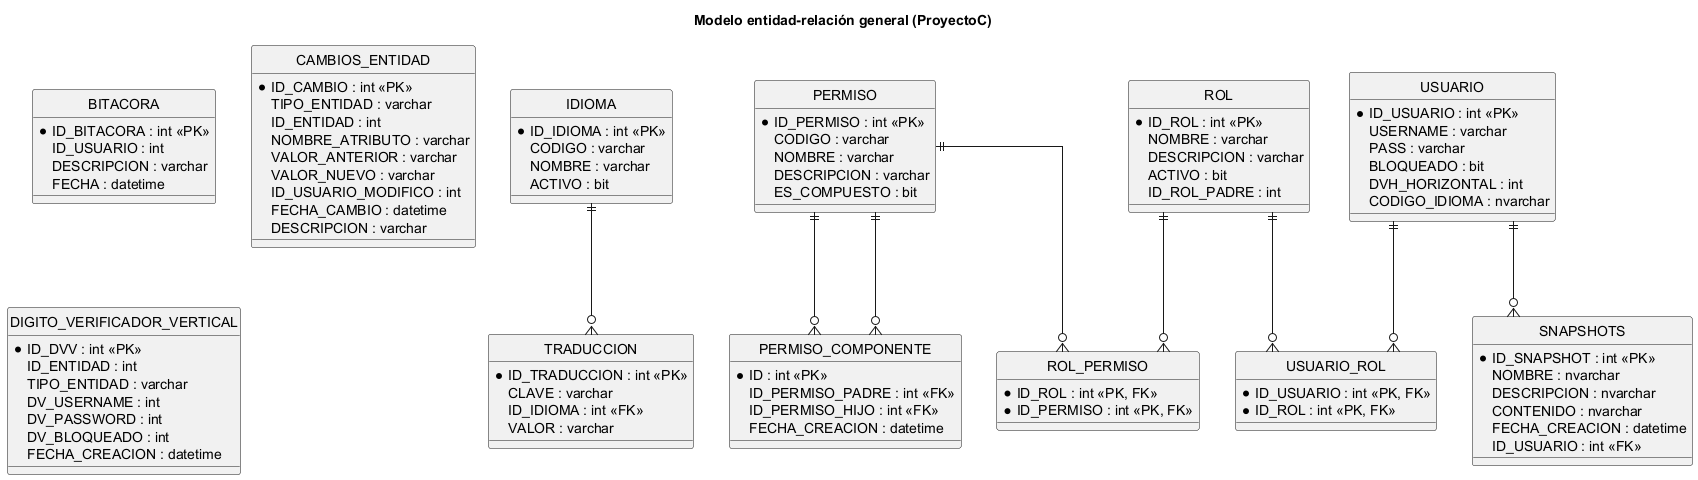 Modelo entidad-relación general (ProyectoC)
BITACORA
ID_BITACORA : int «PK»
ID_USUARIO : int
DESCRIPCION : varchar
FECHA : datetime
CAMBIOS_ENTIDAD
ID_CAMBIO : int «PK»
TIPO_ENTIDAD : varchar
ID_ENTIDAD : int
NOMBRE_ATRIBUTO : varchar
VALOR_ANTERIOR : varchar
VALOR_NUEVO : varchar
ID_USUARIO_MODIFICO : int
FECHA_CAMBIO : datetime
DESCRIPCION : varchar
IDIOMA
ID_IDIOMA : int «PK»
CODIGO : varchar
NOMBRE : varchar
ACTIVO : bit
PERMISO
ID_PERMISO : int «PK»
CODIGO : varchar
NOMBRE : varchar
DESCRIPCION : varchar
ES_COMPUESTO : bit
ROL
ID_ROL : int «PK»
NOMBRE : varchar
DESCRIPCION : varchar
ACTIVO : bit
ID_ROL_PADRE : int
USUARIO
ID_USUARIO : int «PK»
USERNAME : varchar
PASS : varchar
BLOQUEADO : bit
DVH_HORIZONTAL : int
CODIGO_IDIOMA : nvarchar
DIGITO_VERIFICADOR_VERTICAL
ID_DVV : int «PK»
ID_ENTIDAD : int
TIPO_ENTIDAD : varchar
DV_USERNAME : int
DV_PASSWORD : int
DV_BLOQUEADO : int
FECHA_CREACION : datetime
TRADUCCION
ID_TRADUCCION : int «PK»
CLAVE : varchar
ID_IDIOMA : int «FK»
VALOR : varchar
PERMISO_COMPONENTE
ID : int «PK»
ID_PERMISO_PADRE : int «FK»
ID_PERMISO_HIJO : int «FK»
FECHA_CREACION : datetime
ROL_PERMISO
ID_ROL : int «PK, FK»
ID_PERMISO : int «PK, FK»
USUARIO_ROL
ID_USUARIO : int «PK, FK»
ID_ROL : int «PK, FK»
SNAPSHOTS
ID_SNAPSHOT : int «PK»
NOMBRE : nvarchar
DESCRIPCION : nvarchar
CONTENIDO : nvarchar
FECHA_CREACION : datetime
ID_USUARIO : int «FK»